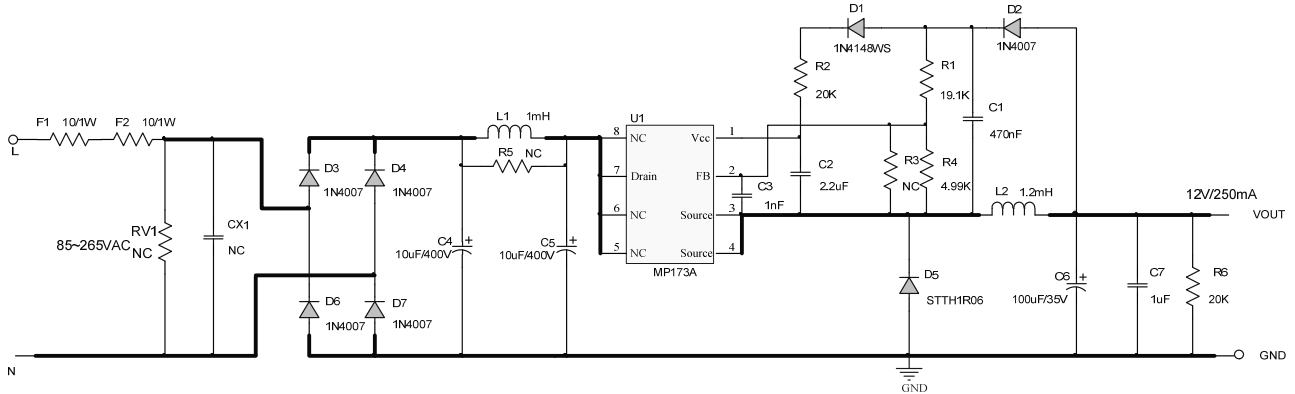 D1
1N4148WS
D2
1N4007
R2
20K
R1
19.1K
C1
470nF
F1 10/1W
F2 10/1W
L
L1 1mH
R5 NC
U1
8 NC
7 Drain
6 NC
5 NC
Vcc 1
FB 2
Source 3
Source 4
MP173A
C2
2.2uF
C3
1nF
R3
NC
R4
4.99K
L2 1.2mH
12V/250mA
VOUT
D3
1N4007
D4
1N4007
RV1
NC
85~265VAC
CX1
NC
C4
+
10uF/400V
C5
+
10uF/400V
D6
1N4007
D7
1N4007
D5
STTH1R06
C6
+
100uF/35V
C7
1uF
R6
20K
N
GND
GND